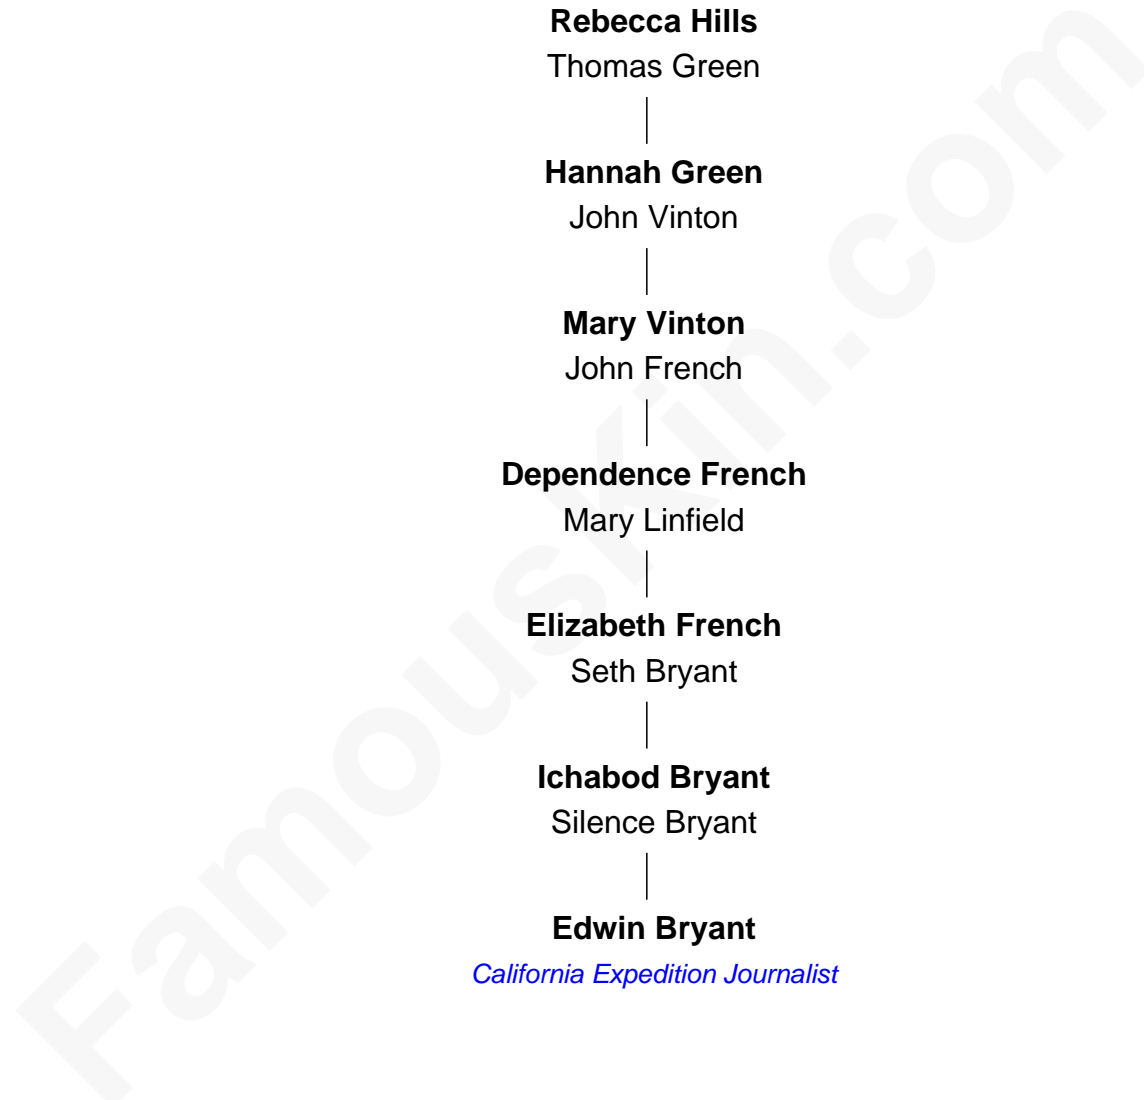 Rebecca Hills
Thomas Green
Hannah Green
John Vinton
Mary Vinton
John French
Dependence French
Mary Linfield
Elizabeth French
Seth Bryant
Ichabod Bryant
Silence Bryant
Edwin Bryant
California Expedition Journalist
FamousKin.com